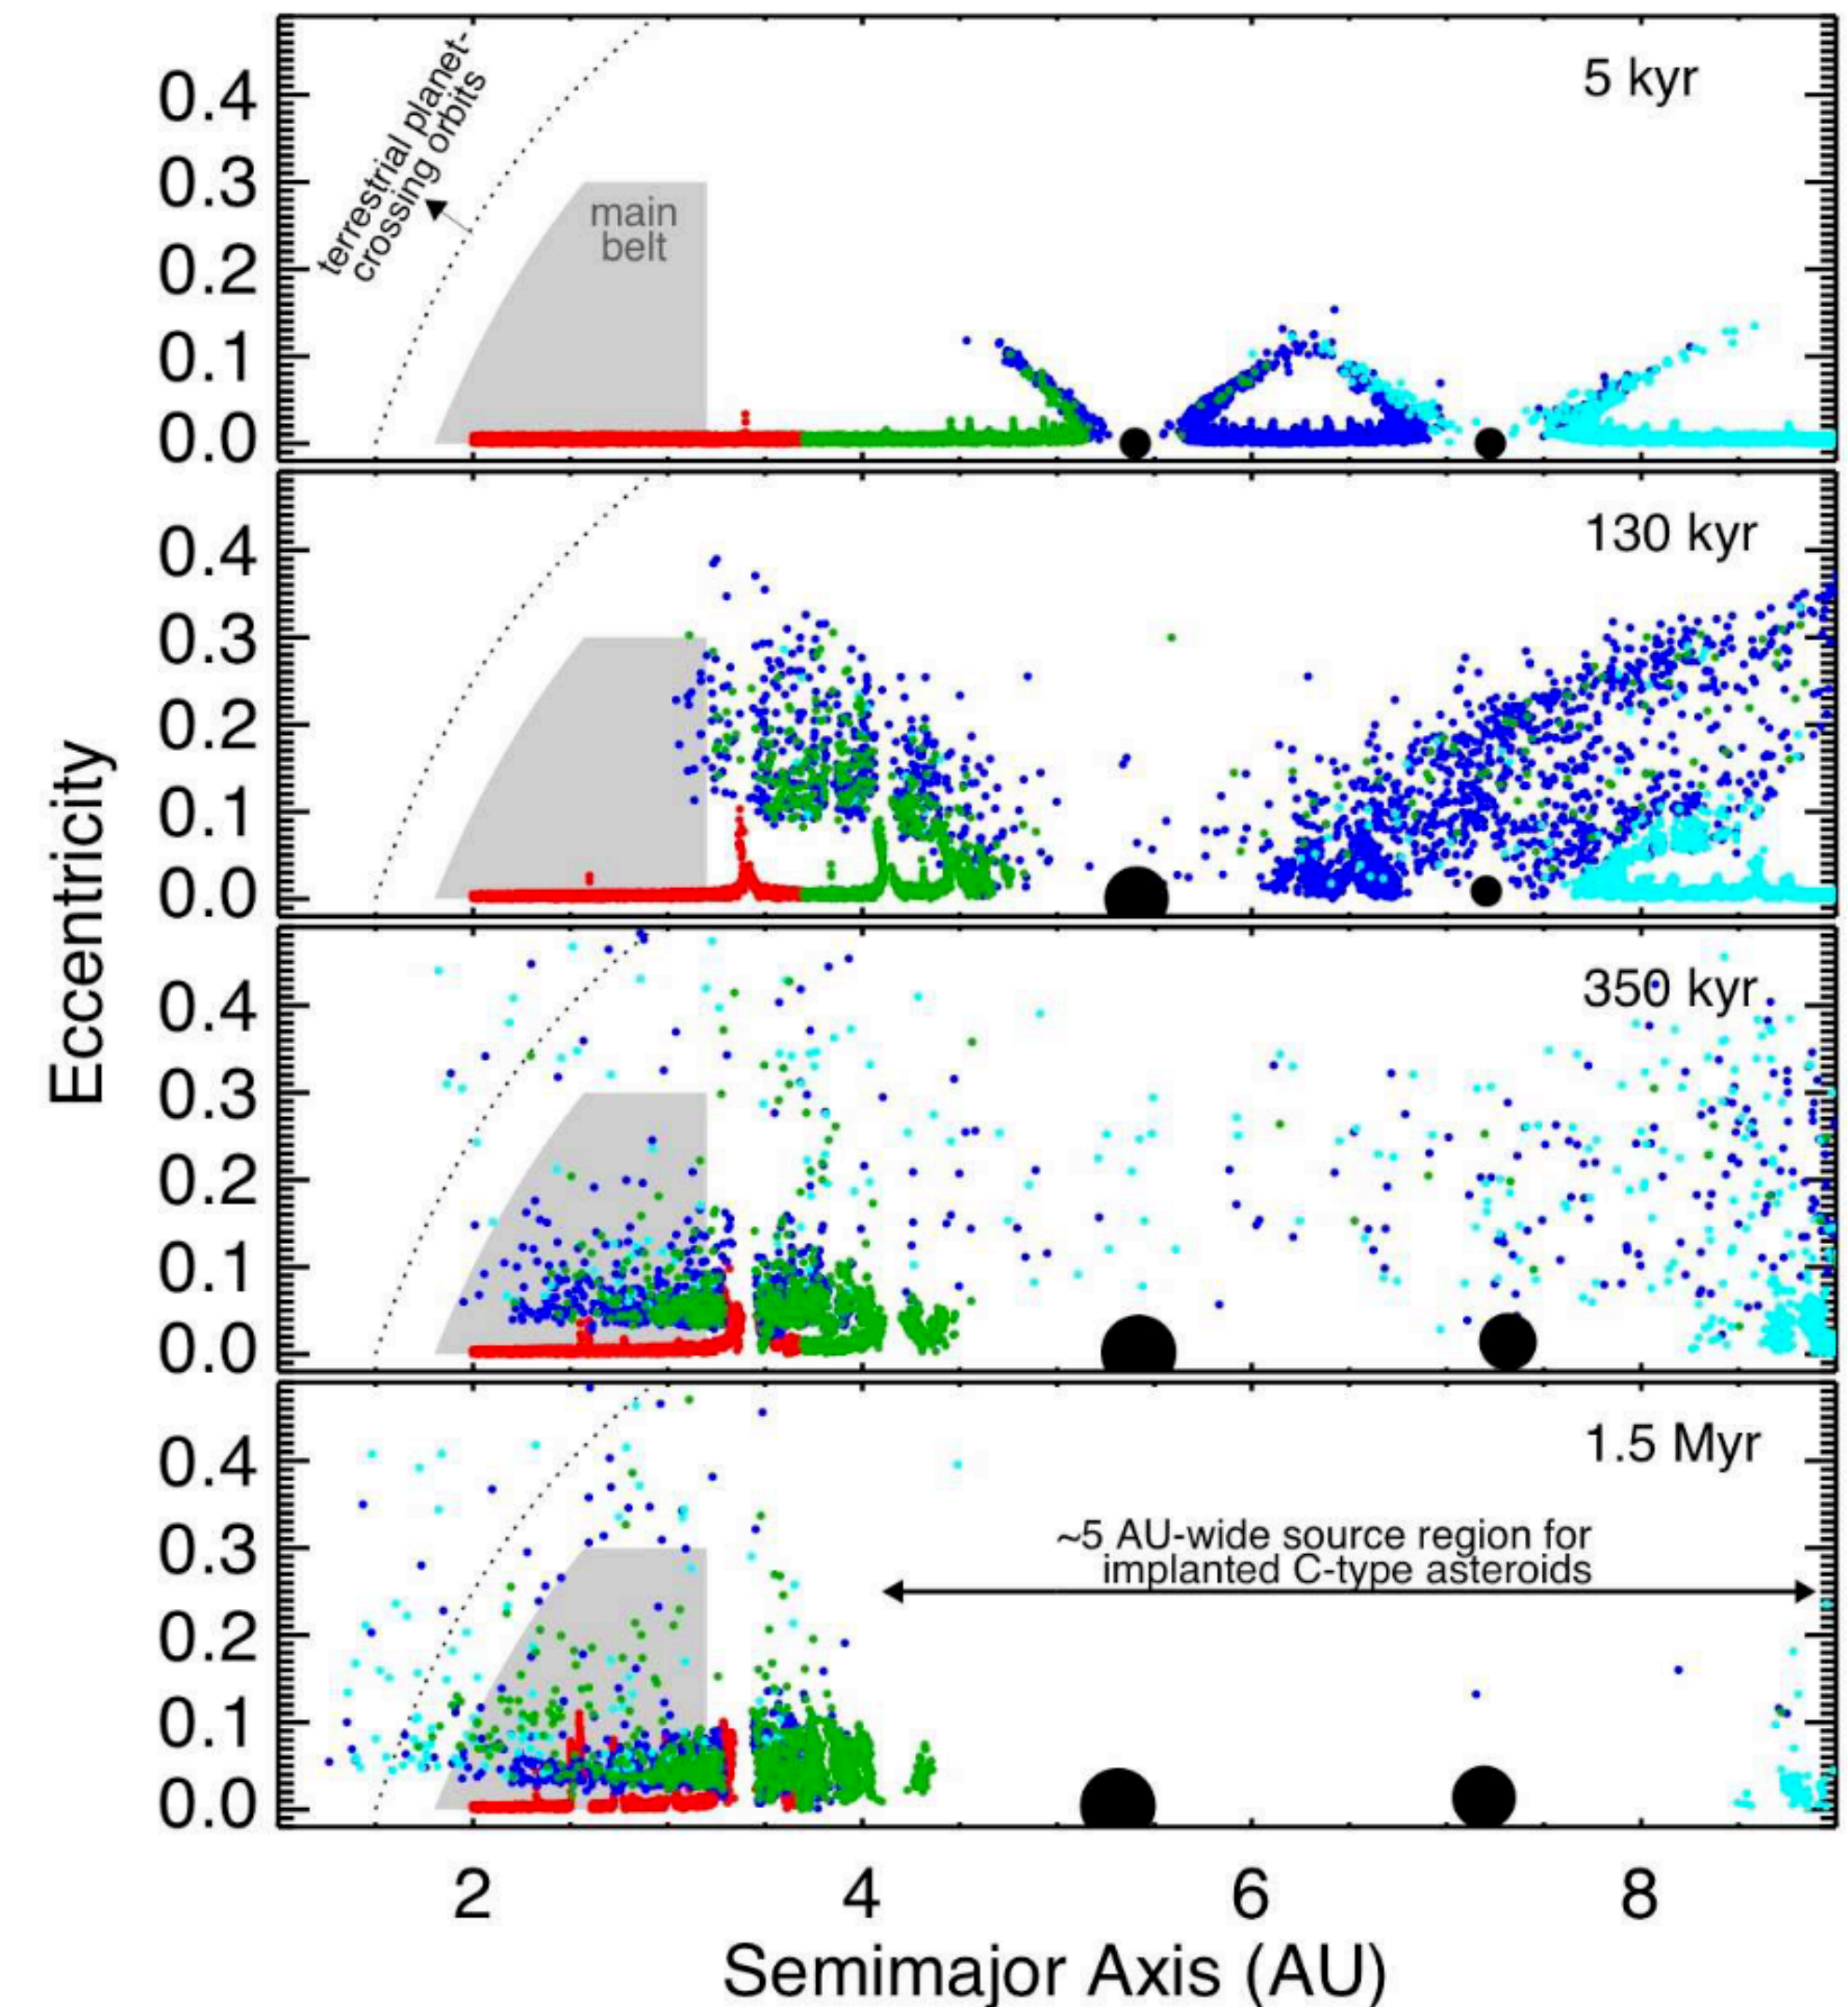 terrestrial planet-
crossing orbits
main
belt
5 kyr
0.4
0.3
0.2
0.1
0.0
130 kyr
0.4
0.3
0.2
0.1
0.0
350 kyr
0.4
0.3
0.2
0.1
0.0
1.5 Myr
~5 AU-wide source region for
implanted C-type asteroids
0.4
0.3
0.2
0.1
0.0
Eccentricity
2 4 6 8
Semimajor Axis (AU)